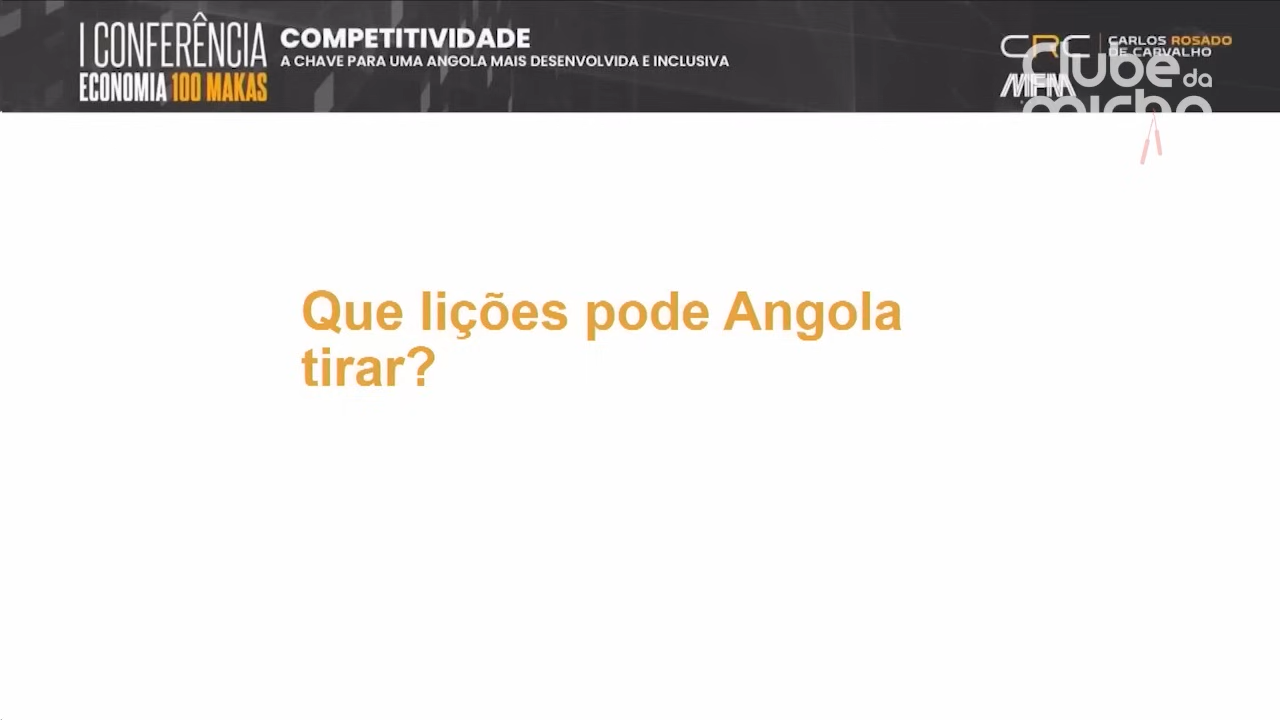 I CONFERÊNCIA
ECONOMIA 100 MAKAS
COMPETITIVIDADE
A CHAVE PARA UMA ANGOLA MAIS DESENVOLVIDA E INCLUSIVA
CRC
CARLOS ROSADO
DE CARVALHO
MFM
Clube da
Que lições pode Angola
tirar?